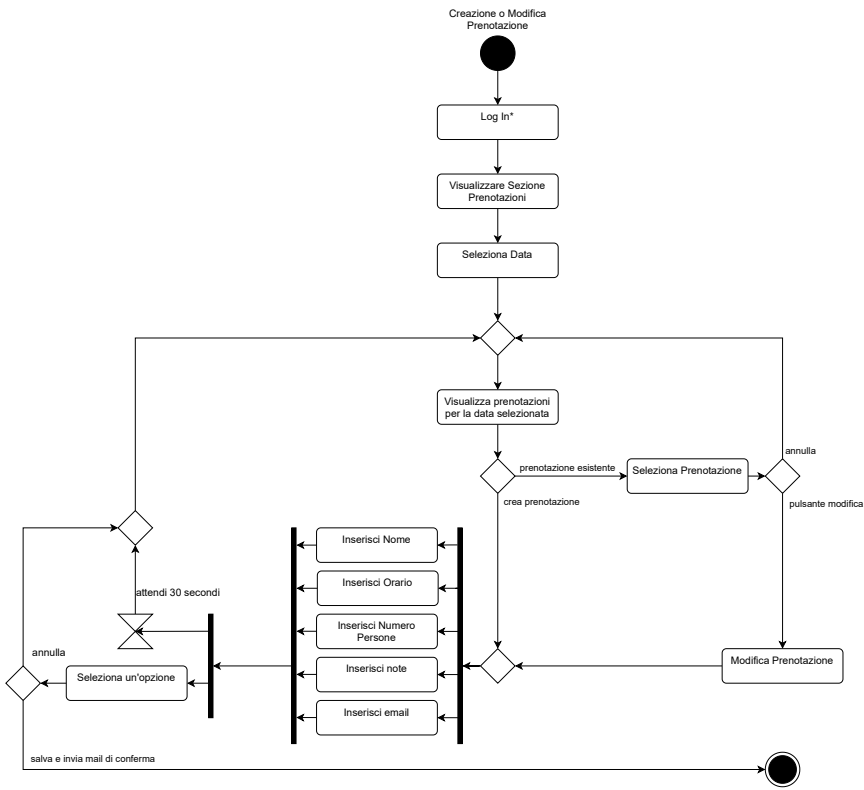 Creazione o Modifica
Prenotazione
Log In*
Visualizzare Sezione
Prenotazioni
Seleziona Data
Visualizza prenotazioni
per la data selezionata
annulla
prenotazione esistente
Seleziona Prenotazione
crea prenotazione
pulsante modifica
Inserisci Nome
Inserisci Orario
attendi 30 secondi
Inserisci Numero
Persone
annulla
Modifica Prenotazione
Inserisci note
Seleziona un'opzione
Inserisci email
salva e invia mail di conferma